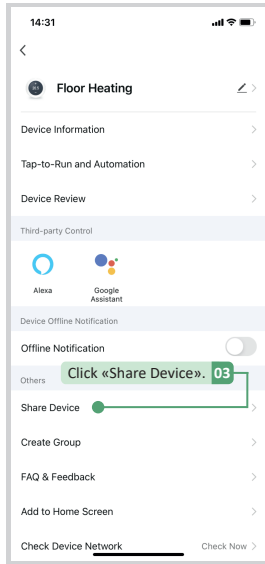 14:31
Floor Heating
Device Information
Tap-to-Run and Automation
Device Review
Third-party Control
Alexa
Google
Assistant
Device Offline Notification
Offline Notification
Others
Click «Share Device». 03
Share Device
Create Group
FAQ & Feedback
Add to Home Screen
Check Device Network Check Now